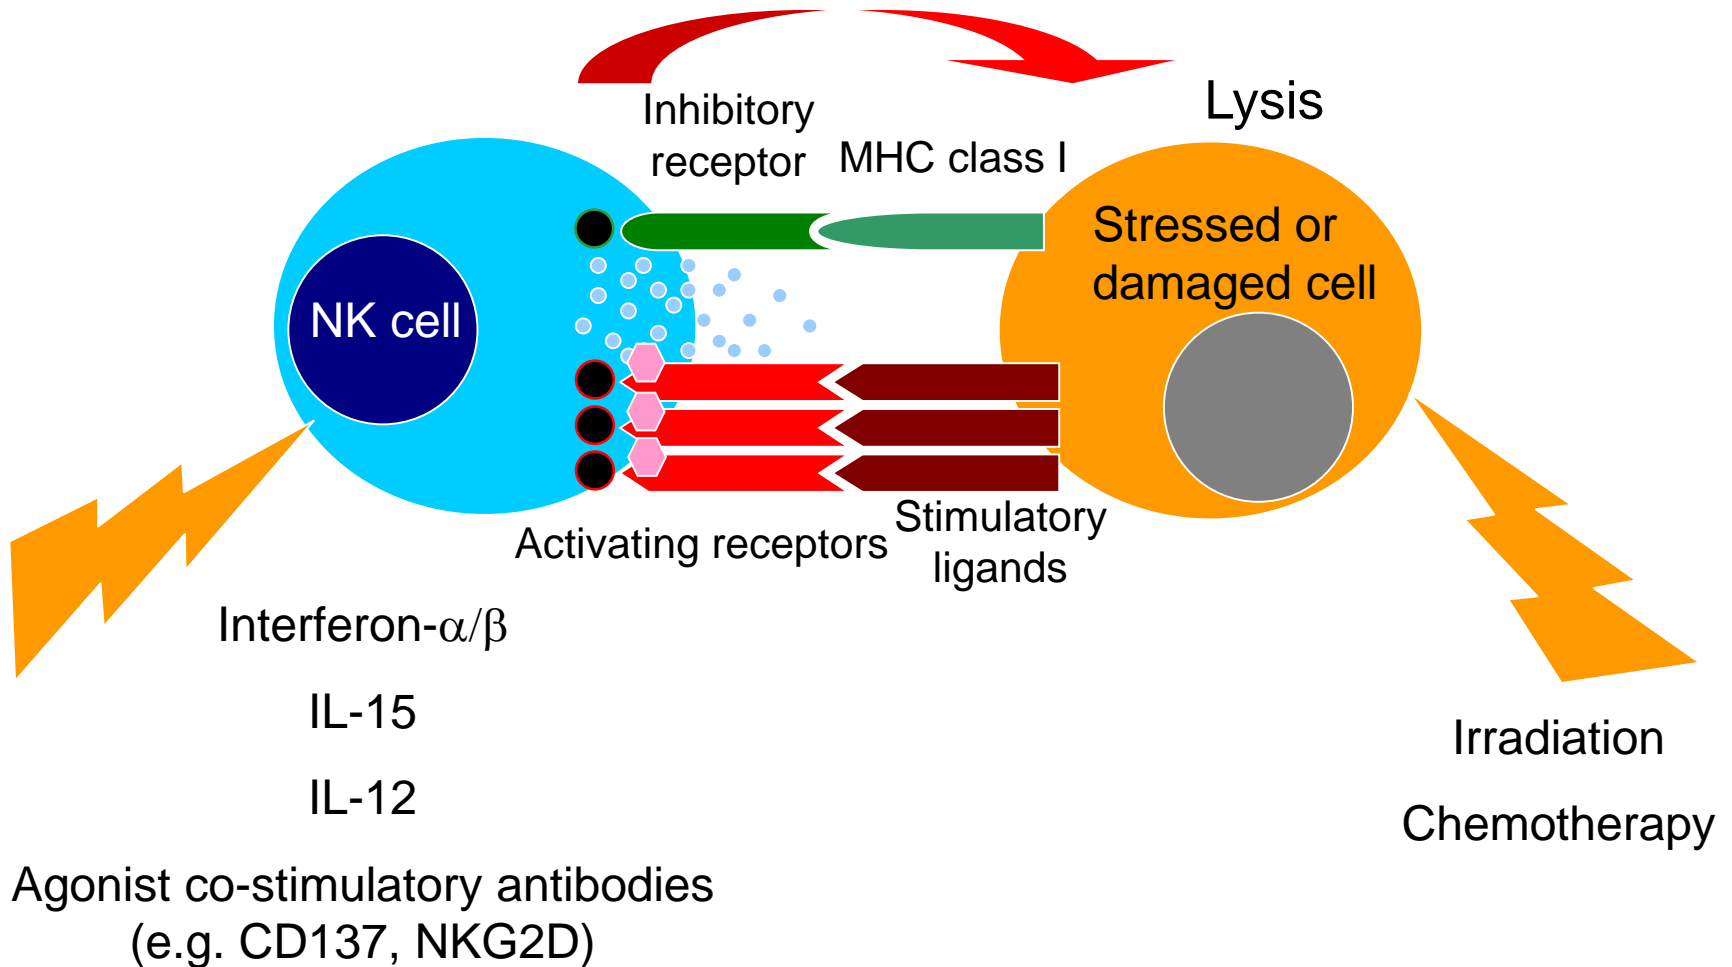 Lysis
Inhibitory
receptor
MHC class I
Stressed or
damaged cell
NK cell
Activating receptors
Stimulatory
ligands
Interferon-α/β
IL-15
IL-12
Agonist co-stimulatory antibodies
(e.g. CD137, NKG2D)
Irradiation
Chemotherapy